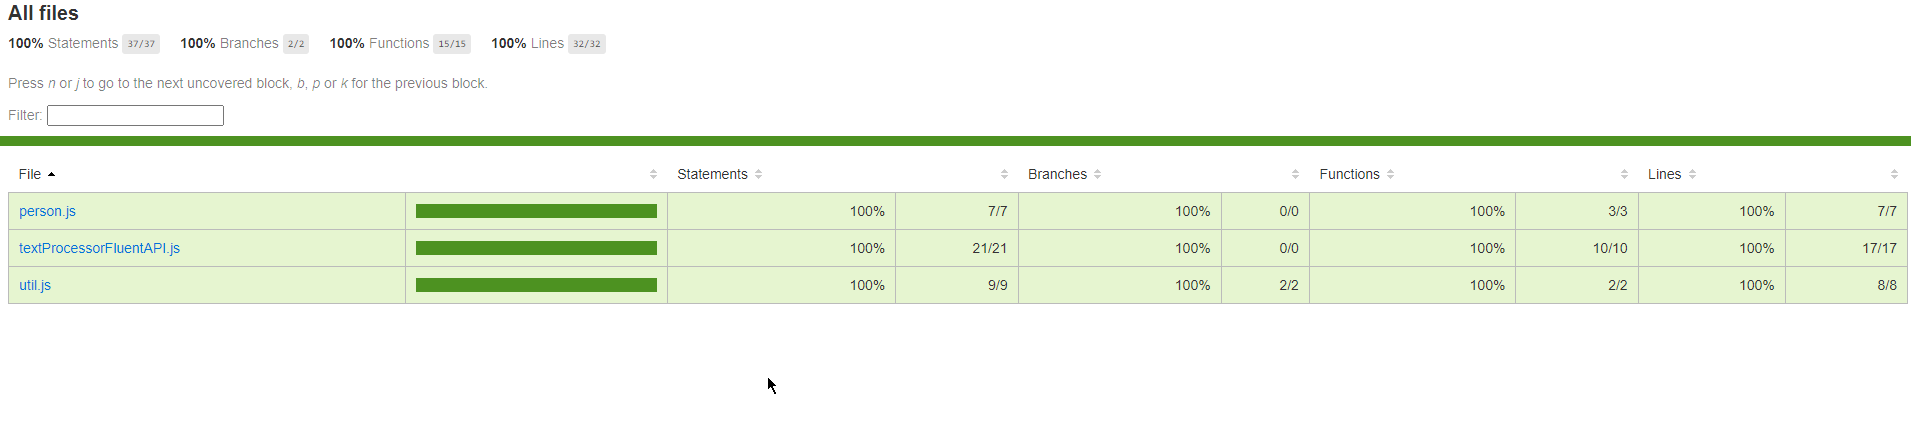 All files
100% Statements 37/37 100% Branches 2/2 100% Functions 15/15 100% Lines 32/32
Press n or j to go to the next uncovered block, b, p or k for the previous block.
Filter:
File Statements Branches Functions Lines
person.js 100% 7/7 100% 0/0 100% 3/3 100% 7/7
textProcessorFluentAPI.js 100% 21/21 100% 0/0 100% 10/10 100% 17/17
util.js 100% 9/9 100% 2/2 100% 2/2 100% 8/8